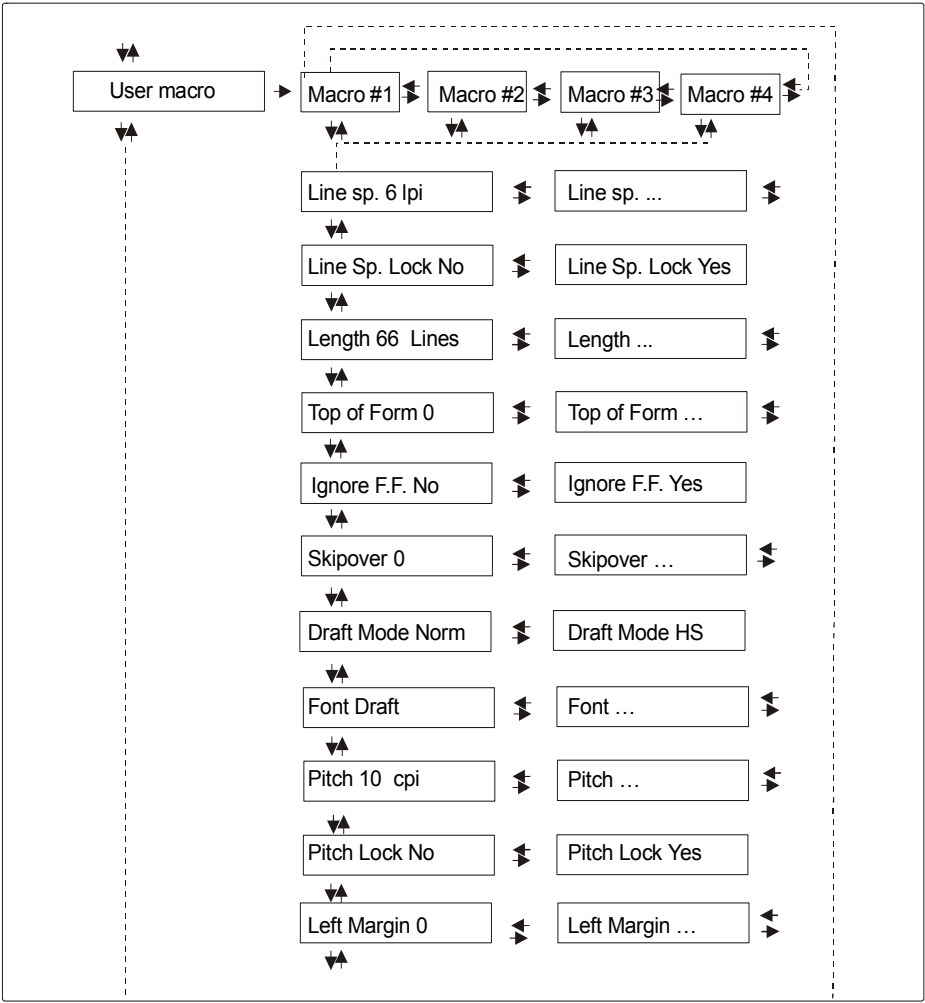 User macro
Macro #1
Macro #2
Macro #3
Macro #4
Line sp. 6 lpi
Line sp. ...
Line Sp. Lock No
Line Sp. Lock Yes
Length 66 Lines
Length ...
Top of Form 0
Top of Form …
Ignore F.F. No
Ignore F.F. Yes
Skipover 0
Skipover …
Draft Mode Norm
Draft Mode HS
Font Draft
Font …
Pitch 10 cpi
Pitch …
Pitch Lock No
Pitch Lock Yes
Left Margin 0
Left Margin …